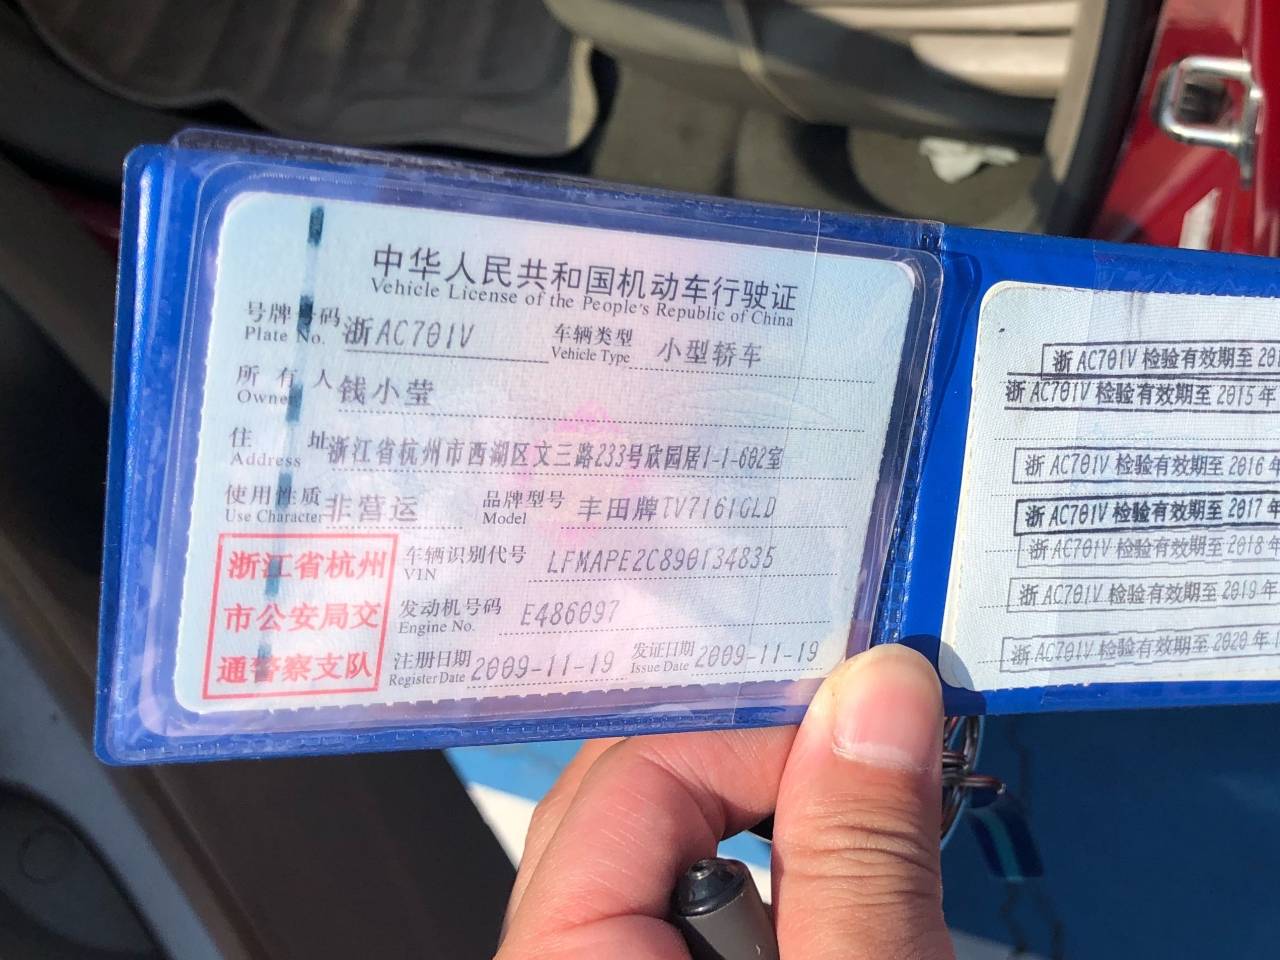 中华人民共和国机动车行驶证
Vehicle License of the People's Republic of China
号牌号码 浙AC701V 车辆类型 小型轿车
Plate No. Vehicle Type
所有人 钱小莹
Owner
住址 浙江省杭州市西湖区文三路233号欣园居1-1-602室
Address
使用性质 非营运 品牌型号 丰田牌TV7161GLD
Use Character Model
浙江省杭州
市公安局交
通警察支队
车辆识别代号 LFMAPE2C890134835
VIN
发动机号码 E486097
Engine No.
注册日期 2009-11-19 发证日期 2009-11-19
Register Date Issue Date
浙AC701V检验有效期至201
浙AC701V检验有效期至2015年
浙AC701V检验有效期至2016年
浙AC701V检验有效期至2017年
浙AC701V检验有效期至2018年
浙AC701V检验有效期至2019年
浙AC701V检验有效期至2020年1